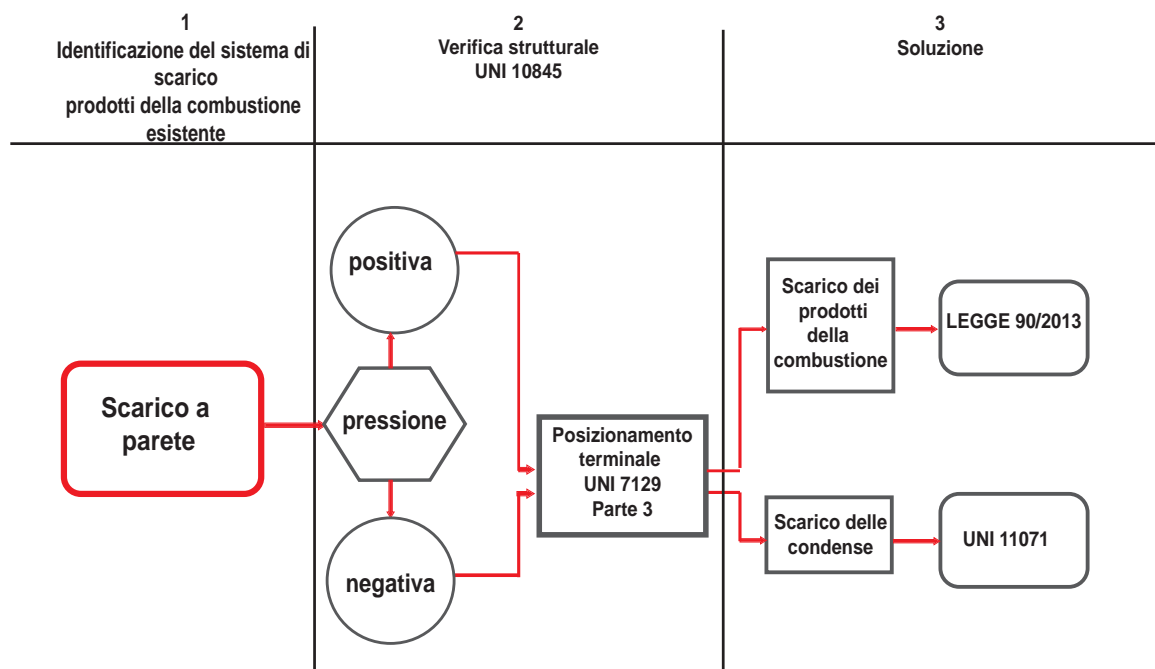 1
Identificazione del sistema di
scarico
prodotti della combustione
esistente
2
Verifica strutturale
UNI 10845
3
Soluzione
Scarico a
parete
pressione
positiva
negativa
Posizionamento
terminale
UNI 7129
Parte 3
Scarico dei
prodotti
della
combustione
LEGGE 90/2013
Scarico delle
condense
UNI 11071